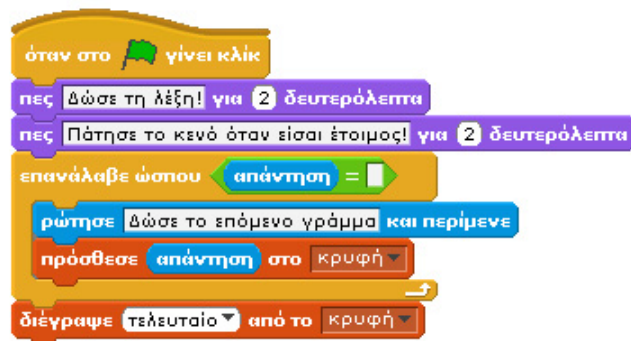 όταν στο γίνει κλίκ
πες Δώσε τη λέξη! για 2 δευτερόλεπτα
πες Πάτησε το κενό όταν είσαι έτοιμος! για 2 δευτερόλεπτα
επανάλαβε ώσπου απάντηση =
ρώτησε Δώσε το επόμενο γράμμα και περίμενε
πρόσθεσε απάντηση στο κρυφή
διέγραψε τελευταίο από το κρυφή